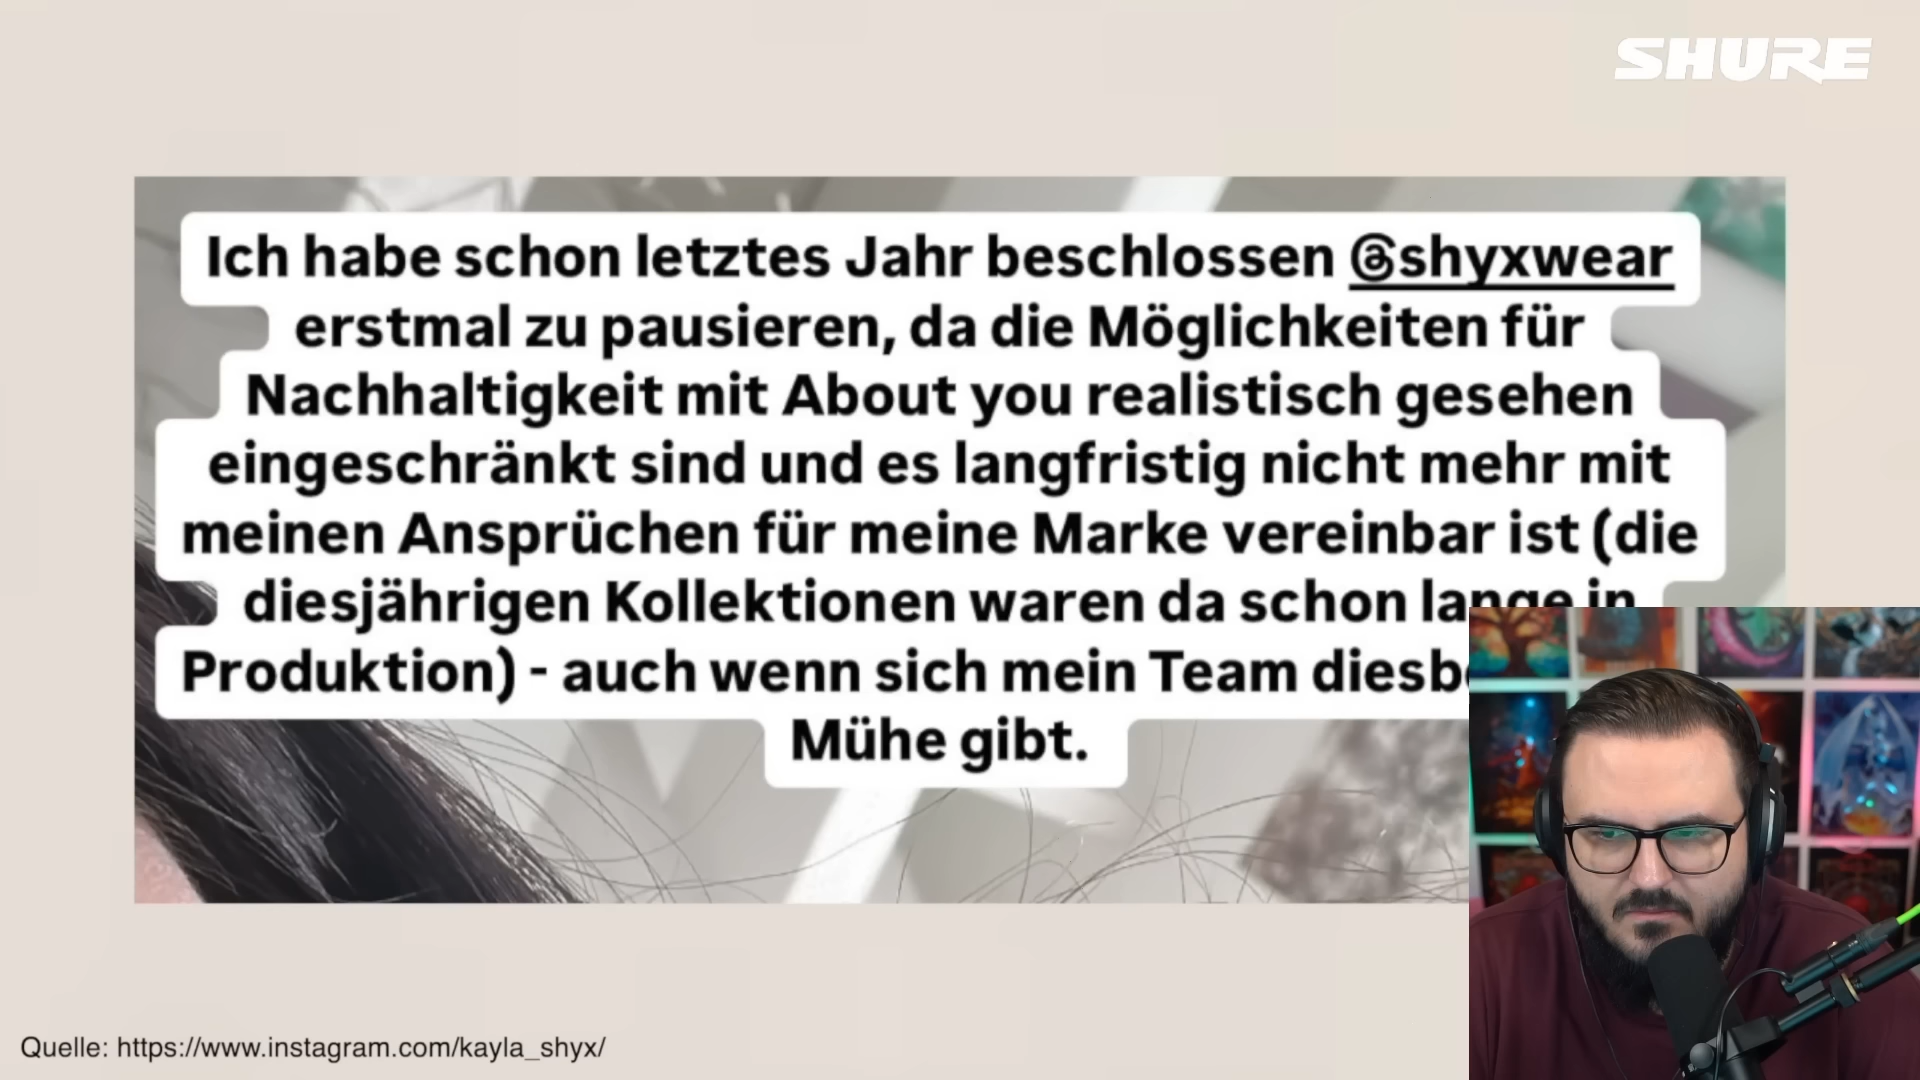 SHURE
Ich habe schon letztes Jahr beschlossen @shyxwear
erstmal zu pausieren, da die Möglichkeiten für
Nachhaltigkeit mit About you realistisch gesehen
eingeschränkt sind und es langfristig nicht mehr mit
meinen Ansprüchen für meine Marke vereinbar ist (die
diesjährigen Kollektionen waren da schon lange in
Produktion) - auch wenn sich mein Team
Mühe gibt.
Quelle: https://www.instagram.com/kayla_shyx/